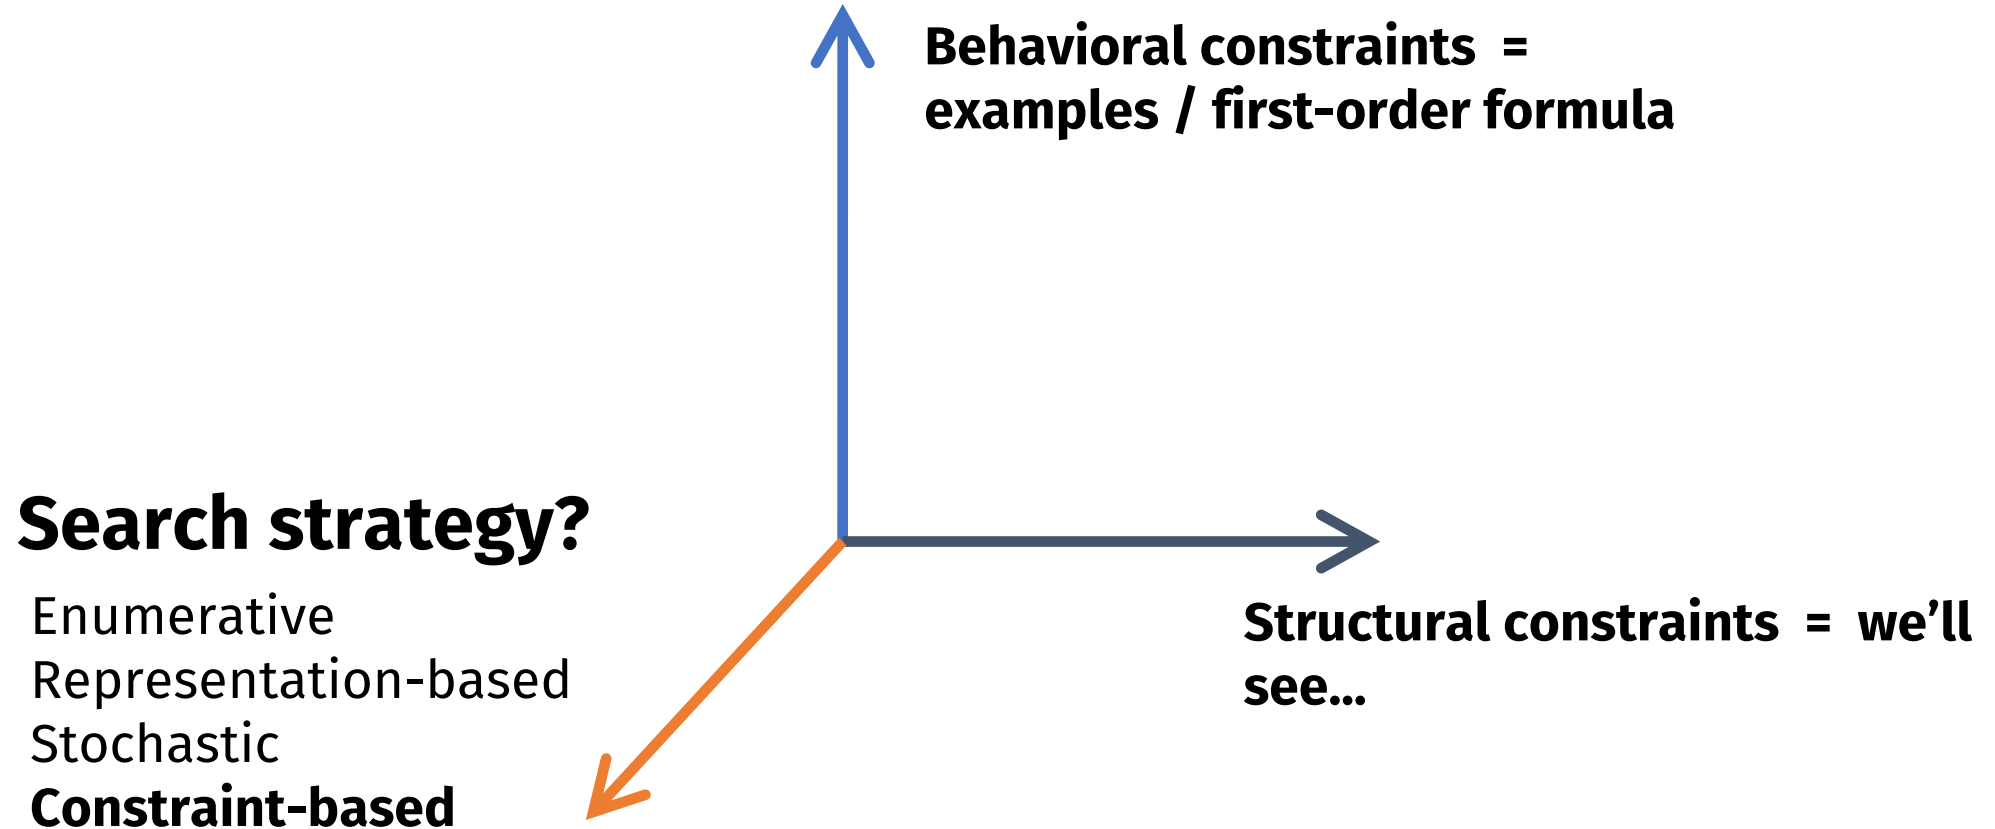 Behavioral constraints =
examples / first-order formula
Search strategy?
Enumerative
Representation-based
Stochastic
Constraint-based
Structural constraints = we’ll
see...